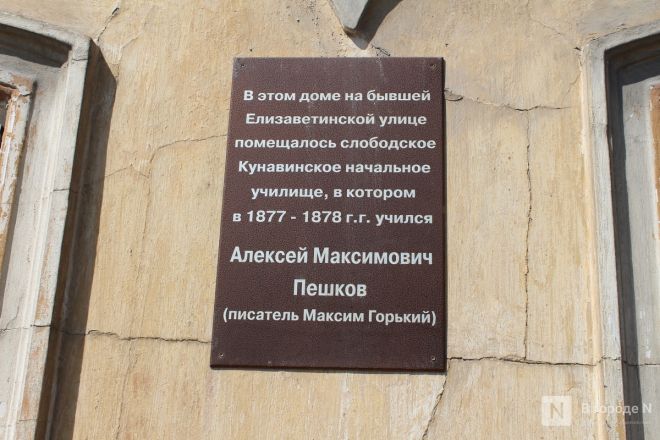 В этом доме на бывшей
Елизаветинской улице
помещалось слободское
Кунавинское начальное
училище, в котором
в 1877 - 1878 г.г. учился
Алексей Максимович
Пешков
(писатель Максим Горький)
N
В городе N